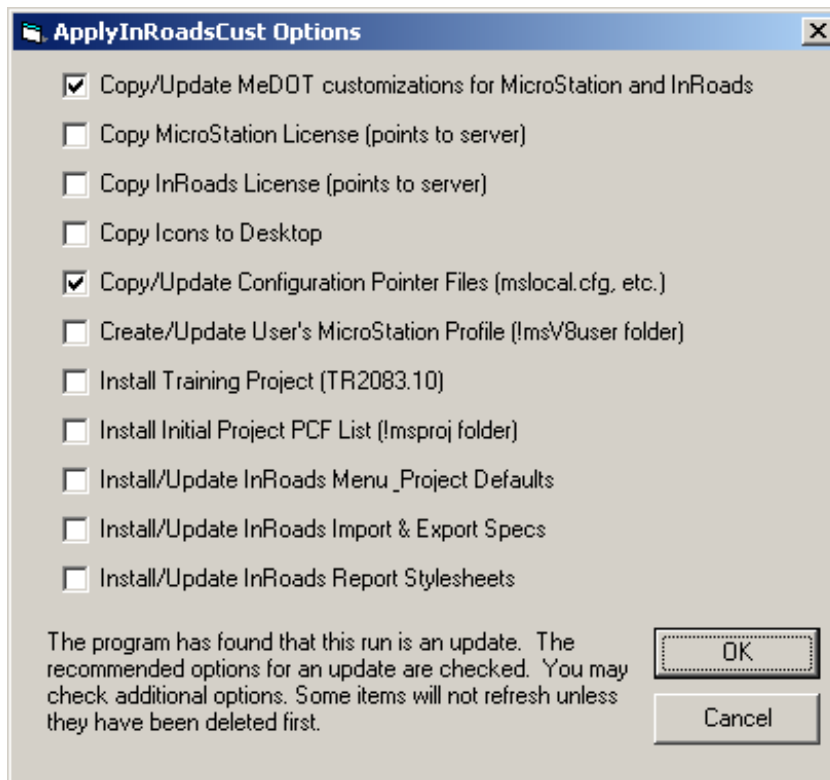 ApplyInRoadsCust Options
Copy/Update MeDOT customizations for MicroStation and InRoads
Copy MicroStation License (points to server)
Copy InRoads License (points to server)
Copy Icons to Desktop
Copy/Update Configuration Pointer Files (mslocal.cfg, etc.)
Create/Update User's MicroStation Profile (!msV8user folder)
Install Training Project (TR2083.10)
Install Initial Project PCF List (!msproj folder)
Install/Update InRoads Menu _Project Defaults
Install/Update InRoads Import & Export Specs
Install/Update InRoads Report Stylesheets
The program has found that this run is an update.  The
recommended options for an update are checked.  You may
check additional options. Some items will not refresh unless
they have been deleted first.
OK
Cancel